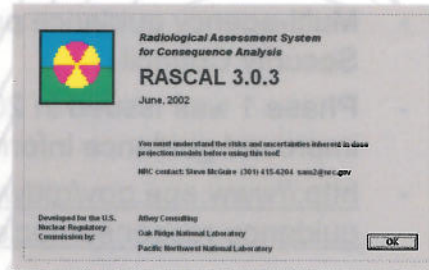 Radiological Assessment System
for Consequence Analysis
RASCAL 3.0.3
June, 2002
You must understand the risks and uncertainties inherent in dose
projection models before using this tool!
NRC contact: Steve McGuire (301) 415-6204 sam2@nrc.gov
Developed for the U.S.
Nuclear Regulatory
Commission by:
Athey Consulting
Oak Ridge National Laboratory
Pacific Northwest National Laboratory
OK